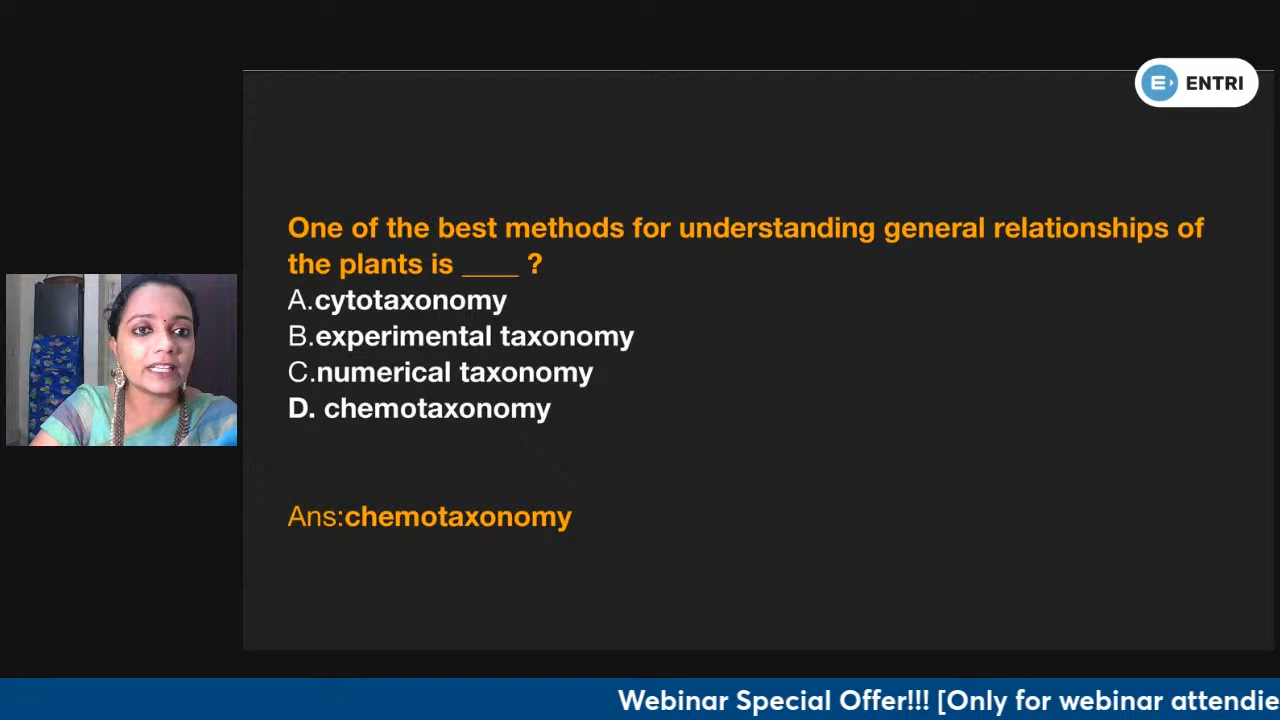 ENTRI
One of the best methods for understanding general relationships of
the plants is ____ ?
A.cytotaxonomy
B.experimental taxonomy
C.numerical taxonomy
D. chemotaxonomy
Ans:chemotaxonomy
Webinar Special Offer!!! [Only for webinar attendie